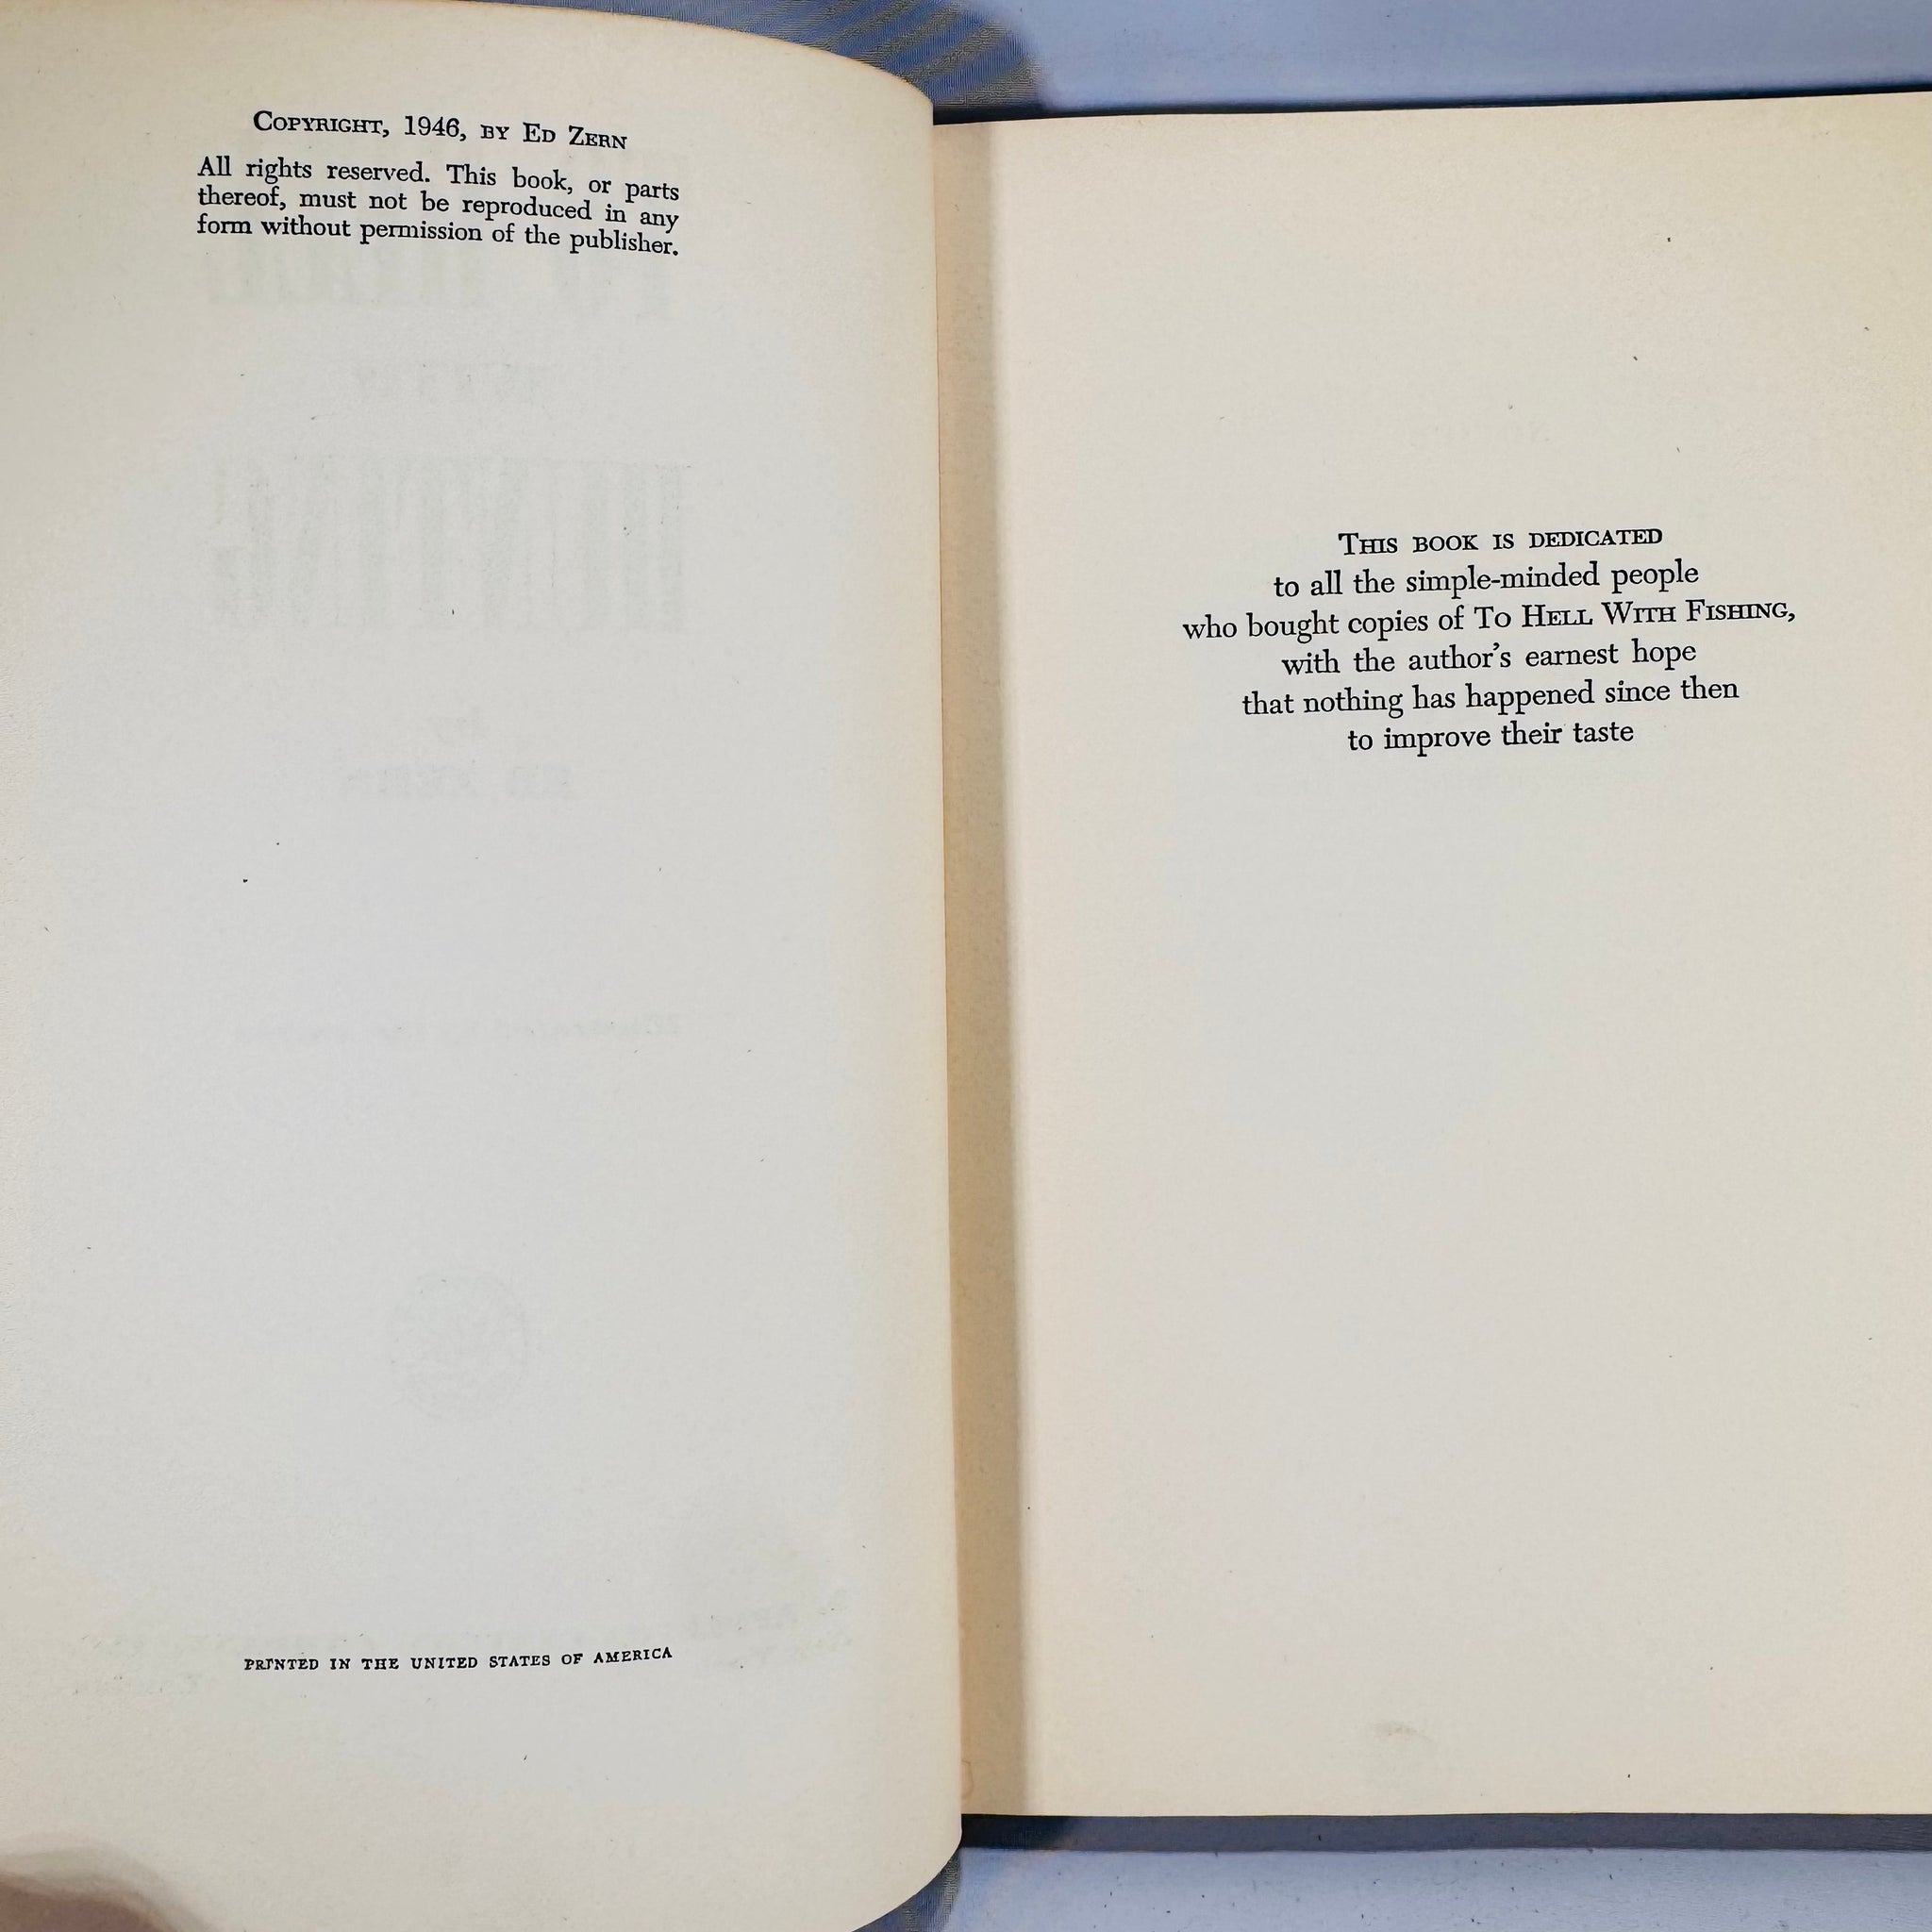 Copyright, 1946, by Ed Zern
All rights reserved. This book, or parts
thereof, must not be reproduced in any
form without permission of the publisher.
PRINTED IN THE UNITED STATES OF AMERICA
This book is dedicated
to all the simple-minded people
who bought copies of To Hell With Fishing,
with the author's earnest hope
that nothing has happened since then
to improve their taste